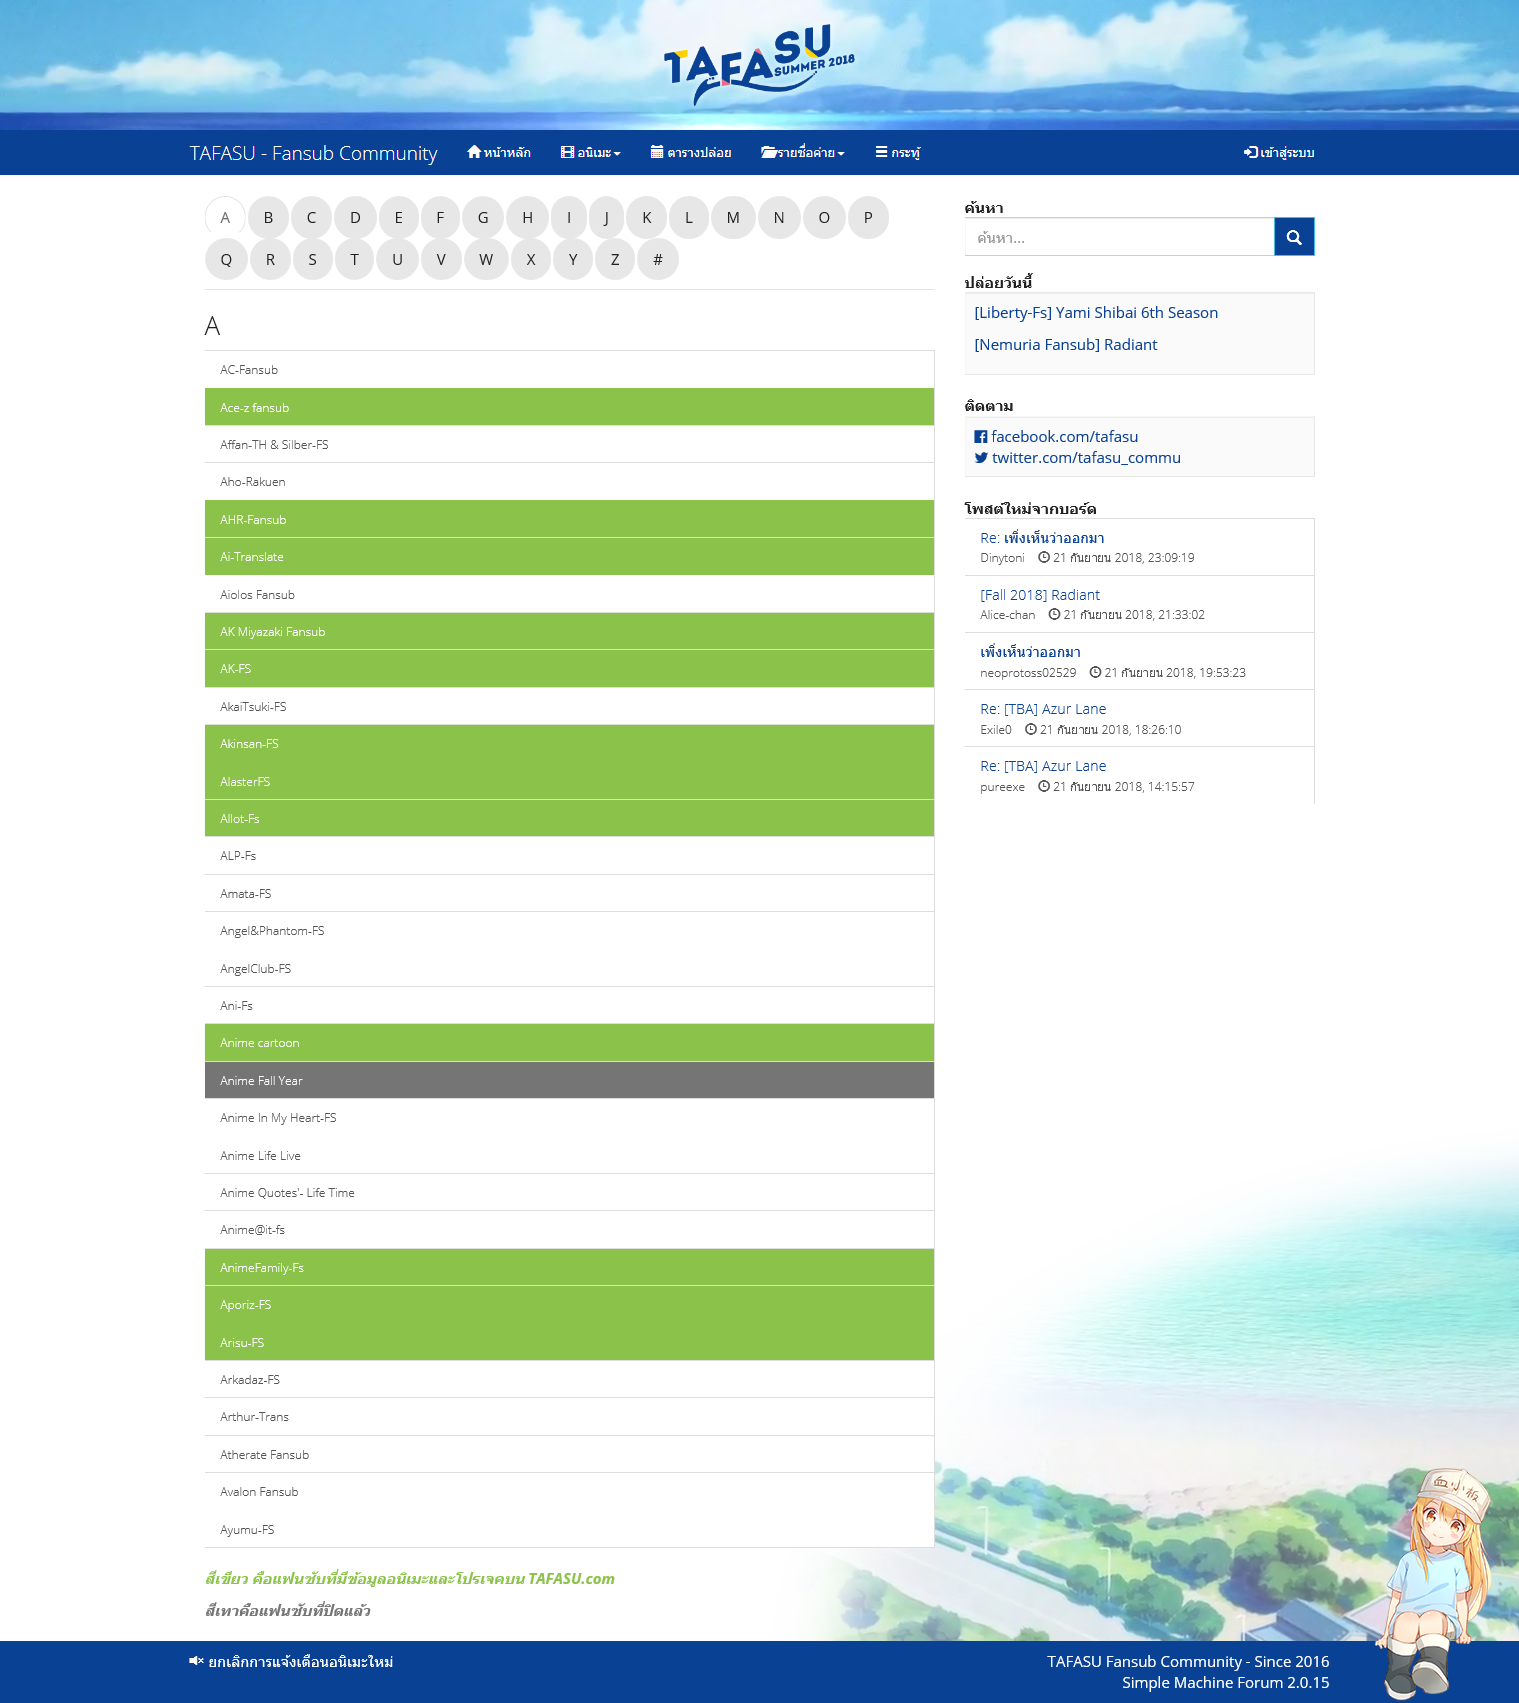 TAFASU
SUMMER 2018
TAFASU - Fansub Community
หน้าหลัก
อนิเมะ
ตารางปล่อย
รายชื่อค่าย
กระทู้
เข้าสู่ระบบ
A B C D E F G H I J K L M N O P
Q R S T U V W X Y Z #
A
AC-Fansub
Ace-z fansub
Affan-TH & Silber-FS
Aho-Rakuen
AHR-Fansub
Ai-Translate
Aiolos Fansub
AK Miyazaki Fansub
AK-FS
AkaiTsuki-FS
Akinsan-FS
AlasterFS
Allot-Fs
ALP-Fs
Amata-FS
Angel&Phantom-FS
AngelClub-FS
Ani-Fs
Anime cartoon
Anime Fall Year
Anime In My Heart-FS
Anime Life Live
Anime Quotes'- Life Time
Anime@it-fs
AnimeFamily-Fs
Aporiz-FS
Arisu-FS
Arkadaz-FS
Arthur-Trans
Atherate Fansub
Avalon Fansub
Ayumu-FS
สีเขียว คือแฟนซับที่มีข้อมูลอนิเมะและโปรเจคบน TAFASU.com
สีเทาคือแฟนซับที่ปิดแล้ว
ค้นหา
ค้นหา...
ปล่อยวันนี้
[Liberty-Fs] Yami Shibai 6th Season
[Nemuria Fansub] Radiant
ติดตาม
facebook.com/tafasu
twitter.com/tafasu_commu
โพสต์ใหม่จากบอร์ด
Re: เพิ่งเห็นว่าออกมา
Dinytoni 21 กันยายน 2018, 23:09:19
[Fall 2018] Radiant
Alice-chan 21 กันยายน 2018, 21:33:02
เพิ่งเห็นว่าออกมา
neoprotoss02529 21 กันยายน 2018, 19:53:23
Re: [TBA] Azur Lane
Exile0 21 กันยายน 2018, 18:26:10
Re: [TBA] Azur Lane
pureexe 21 กันยายน 2018, 14:15:57
血小板
ยกเลิกการแจ้งเตือนอนิเมะใหม่
TAFASU Fansub Community - Since 2016
Simple Machine Forum 2.0.15